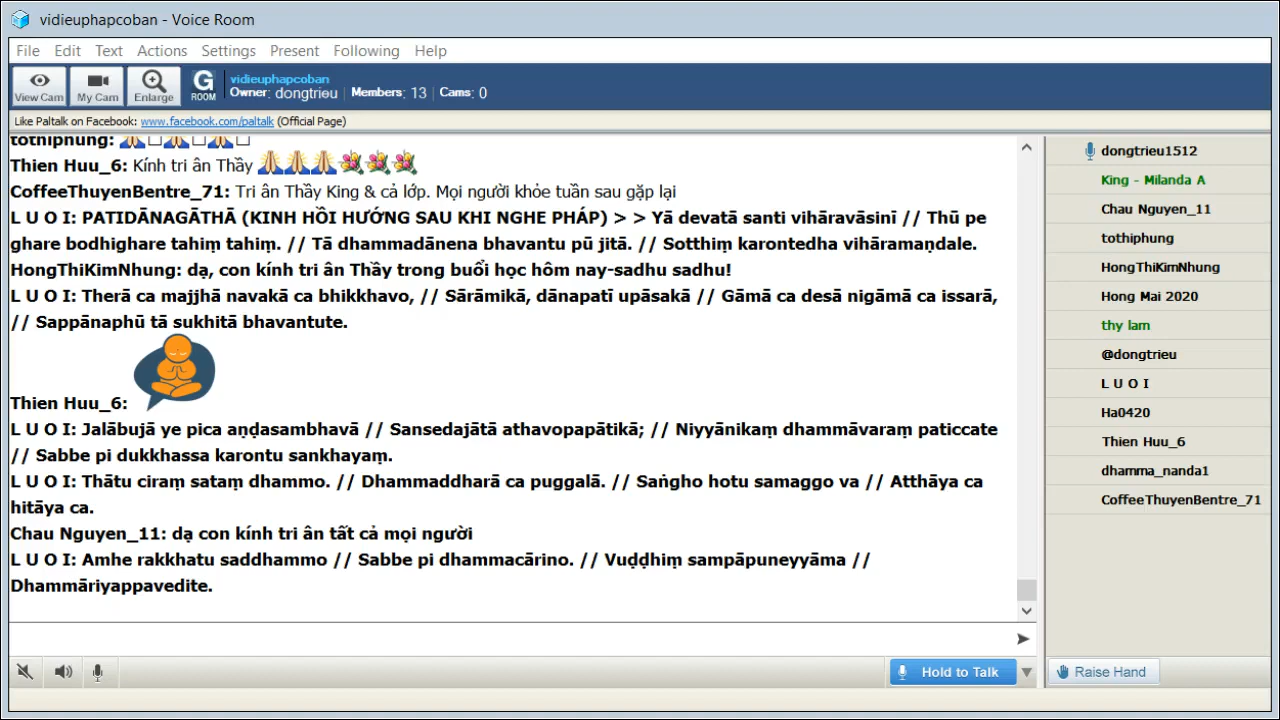 vidieuphapcoban - Voice Room
File Edit Text Actions Settings Present Following Help
View Cam My Cam Enlarge G ROOM
vidieuphapcoban
Owner: dongtrieu Members: 13 Cams: 0
Like Paltalk on Facebook: www.facebook.com/paltalk (Official Page)
tothiphung: 🙏□🙏□🙏□
Thien Huu_6: Kính tri ân Thầy 🙏🙏🙏💐💐💐
CoffeeThuyenBentre_71: Tri ân Thầy King & cả lớp. Mọi người khỏe tuần sau gặp lại
L U O I: PATIDĀNAGĀTHĀ (KINH HỒI HƯỚNG SAU KHI NGHE PHÁP) > > Yā devatā santi vihāravāsinī // Thū pe
ghare bodhighare tahiṃ tahiṃ. // Tā dhammadānena bhavantu pū jitā. // Sotthiṃ karontedha vihāramaṇdale.
HongThiKimNhung: dạ, con kính tri ân Thầy trong buổi học hôm nay-sadhu sadhu!
L U O I: Therā ca majjhā navakā ca bhikkhavo, // Sārāmikā, dānapatī upāsakā // Gāmā ca desā nigāmā ca issarā,
// Sappānaphū tā sukhitā bhavantute.
Thien Huu_6:
L U O I: Jalābujā ye pica aṇḍasambhavā // Sansedajātā athavopapātikā; // Niyyānikaṃ dhammāvaraṃ paticcate
// Sabbe pi dukkhassa karontu sankhayaṃ.
L U O I: Thātu ciraṃ sataṃ dhammo. // Dhammaddharā ca puggalā. // Saṅgho hotu samaggo va // Atthāya ca
hitāya ca.
Chau Nguyen_11: dạ con kính tri ân tất cả mọi người
L U O I: Amhe rakkhatu saddhammo // Sabbe pi dhammacārino. // Vuḍḍhiṃ sampāpuneyyāma //
Dhammāriyappavedite.
Hold to Talk
dongtrieu1512
King - Milanda A
Chau Nguyen_11
tothiphung
HongThiKimNhung
Hong Mai 2020
thy lam
@dongtrieu
L U O I
Ha0420
Thien Huu_6
dhamma_nanda1
CoffeeThuyenBentre_71
Raise Hand